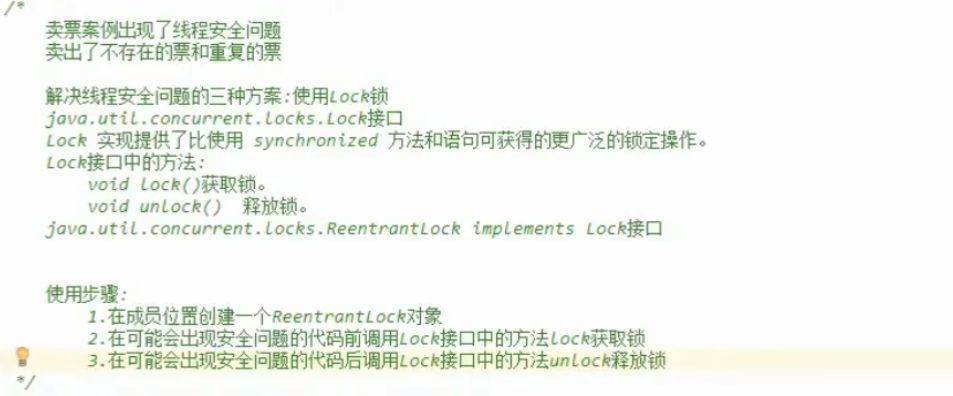 /*
卖票案例出现了线程安全问题
卖出了不存在的票和重复的票
解决线程安全问题的三种方案:使用Lock锁
java.util.concurrent.locks.Lock接口
Lock 实现提供了比使用 synchronized 方法和语句可获得的更广泛的锁定操作。
Lock接口中的方法:
void lock()获取锁。
void unlock() 释放锁。
java.util.concurrent.locks.ReentrantLock implements Lock接口
使用步骤:
1.在成员位置创建一个ReentrantLock对象
2.在可能会出现安全问题的代码前调用Lock接口中的方法lock获取锁
3.在可能会出现安全问题的代码后调用Lock接口中的方法unlock释放锁
*/